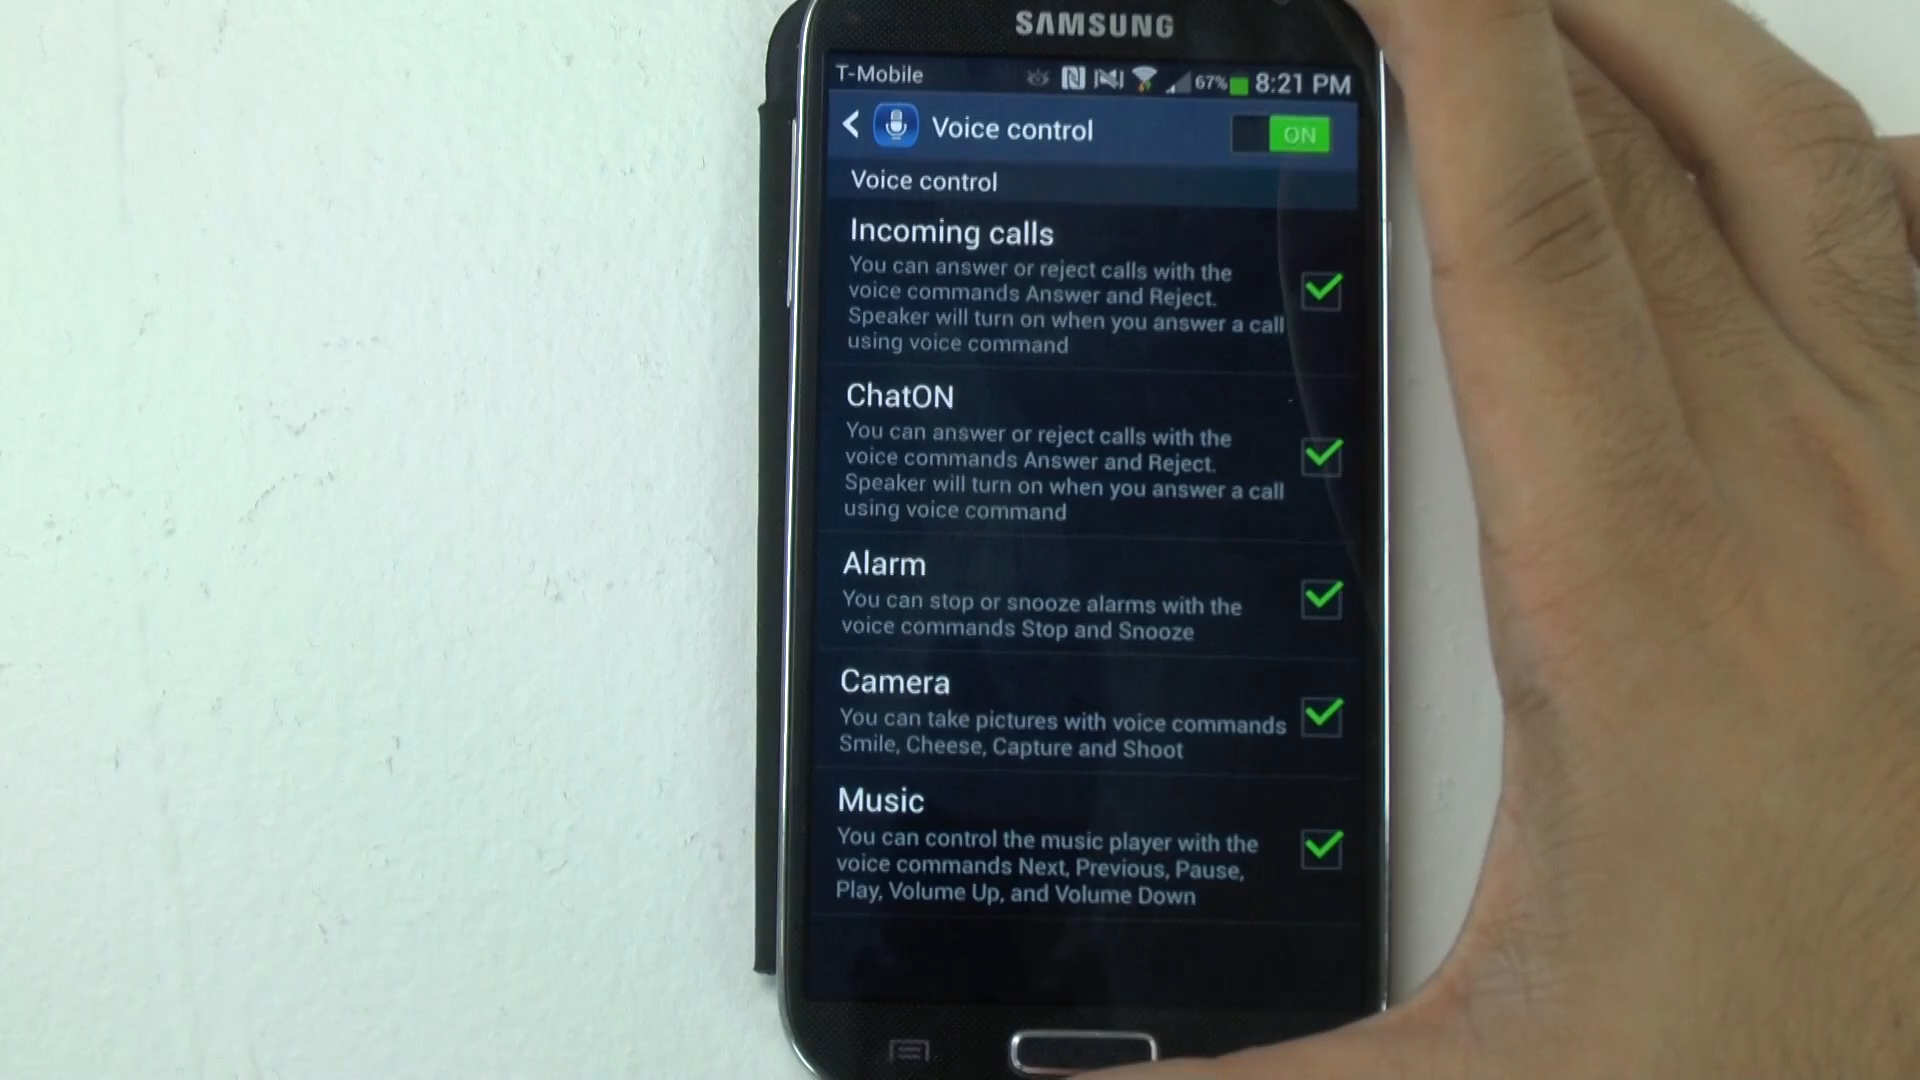 SAMSUNG
T-Mobile 67% 8:21 PM
Voice control ON
Voice control
Incoming calls
You can answer or reject calls with the
voice commands Answer and Reject.
Speaker will turn on when you answer a call
using voice command
ChatON
You can answer or reject calls with the
voice commands Answer and Reject.
Speaker will turn on when you answer a call
using voice command
Alarm
You can stop or snooze alarms with the
voice commands Stop and Snooze
Camera
You can take pictures with voice commands
Smile, Cheese, Capture and Shoot
Music
You can control the music player with the
voice commands Next, Previous, Pause,
Play, Volume Up, and Volume Down